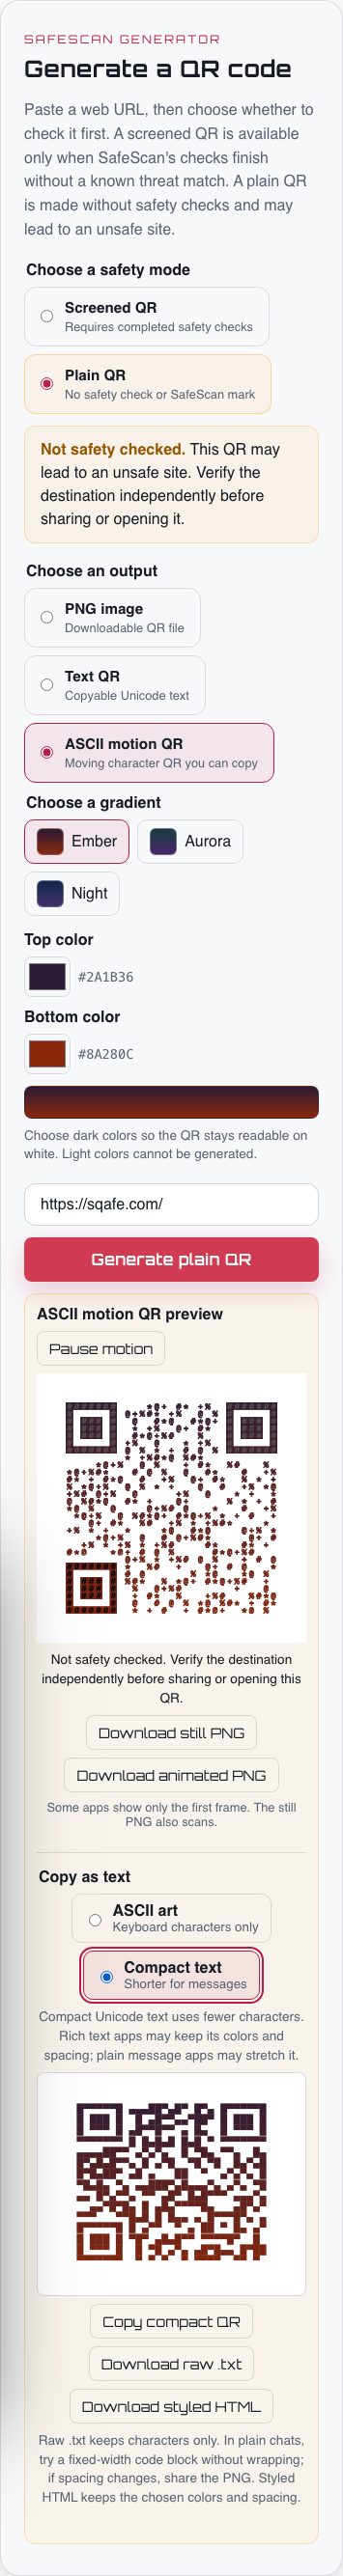 SAFESCAN GENERATOR
Generate a QR code
Paste a web URL, then choose whether to
check it first. A screened QR is available
only when SafeScan's checks finish
without a known threat match. A plain QR
is made without safety checks and may
lead to an unsafe site.
Choose a safety mode
Screened QR
Requires completed safety checks
Plain QR
No safety check or SafeScan mark
Not safety checked. This QR may
lead to an unsafe site. Verify the
destination independently before
sharing or opening it.
Choose an output
PNG image
Downloadable QR file
Text QR
Copyable Unicode text
ASCII motion QR
Moving character QR you can copy
Choose a gradient
Ember
Aurora
Night
Top color
#2A1B36
Bottom color
#8A280C
Choose dark colors so the QR stays readable on
white. Light colors cannot be generated.
https://sqafe.com/
Generate plain QR
ASCII motion QR preview
Pause motion
Not safety checked. Verify the destination
independently before sharing or opening this
QR.
Download still PNG
Download animated PNG
Some apps show only the first frame. The still
PNG also scans.
Copy as text
ASCII art
Keyboard characters only
Compact text
Shorter for messages
Compact Unicode text uses fewer characters.
Rich text apps may keep its colors and
spacing; plain message apps may stretch it.
Copy compact QR
Download raw .txt
Download styled HTML
Raw .txt keeps characters only. In plain chats,
try a fixed-width code block without wrapping;
if spacing changes, share the PNG. Styled
HTML keeps the chosen colors and spacing.